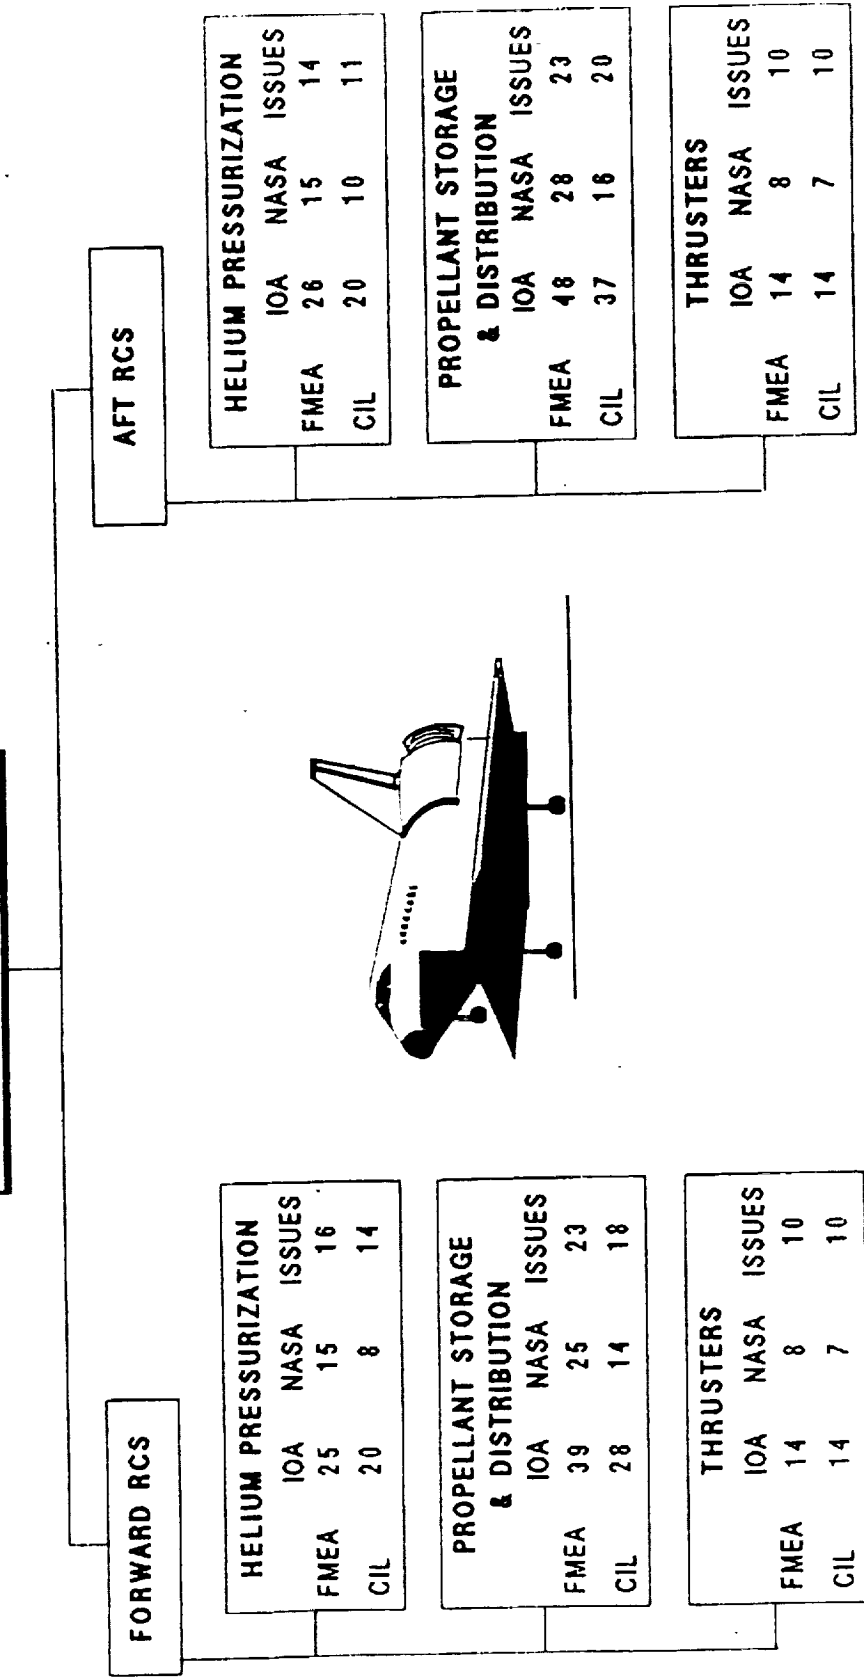 FORWARD RCS
HELIUM PRESSURIZATION
IOA NASA ISSUES
FMEA 25 15 16
CIL 20 8 14
PROPELLANT STORAGE
& DISTRIBUTION
IOA NASA ISSUES
FMEA 39 25 23
CIL 28 14 18
THRUSTERS
IOA NASA ISSUES
FMEA 14 8 10
CIL 14 7 10
AFT RCS
HELIUM PRESSURIZATION
IOA NASA ISSUES
FMEA 26 15 14
CIL 20 10 11
PROPELLANT STORAGE
& DISTRIBUTION
IOA NASA ISSUES
FMEA 48 28 23
CIL 37 16 20
THRUSTERS
IOA NASA ISSUES
FMEA 14 8 10
CIL 14 7 10